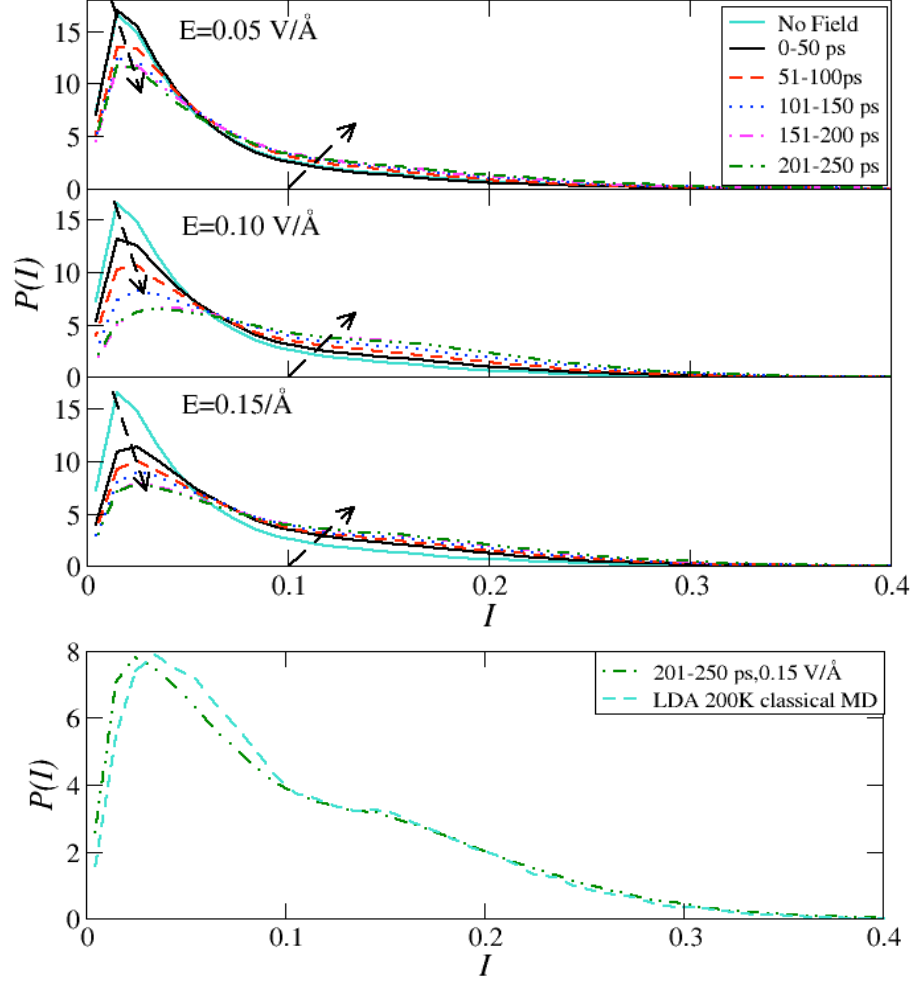 15
10
5
0
E=0.05 V/Å
No Field
0-50 ps
51-100ps
101-150 ps
151-200 ps
201-250 ps
15
10
5
0
E=0.10 V/Å
P(I)
15
10
5
0
E=0.15/Å
0 0.1 0.2 0.3 0.4
I
8
6
4
2
0
P(I)
201-250 ps,0.15 V/Å
LDA 200K classical MD
0 0.1 0.2 0.3 0.4
I